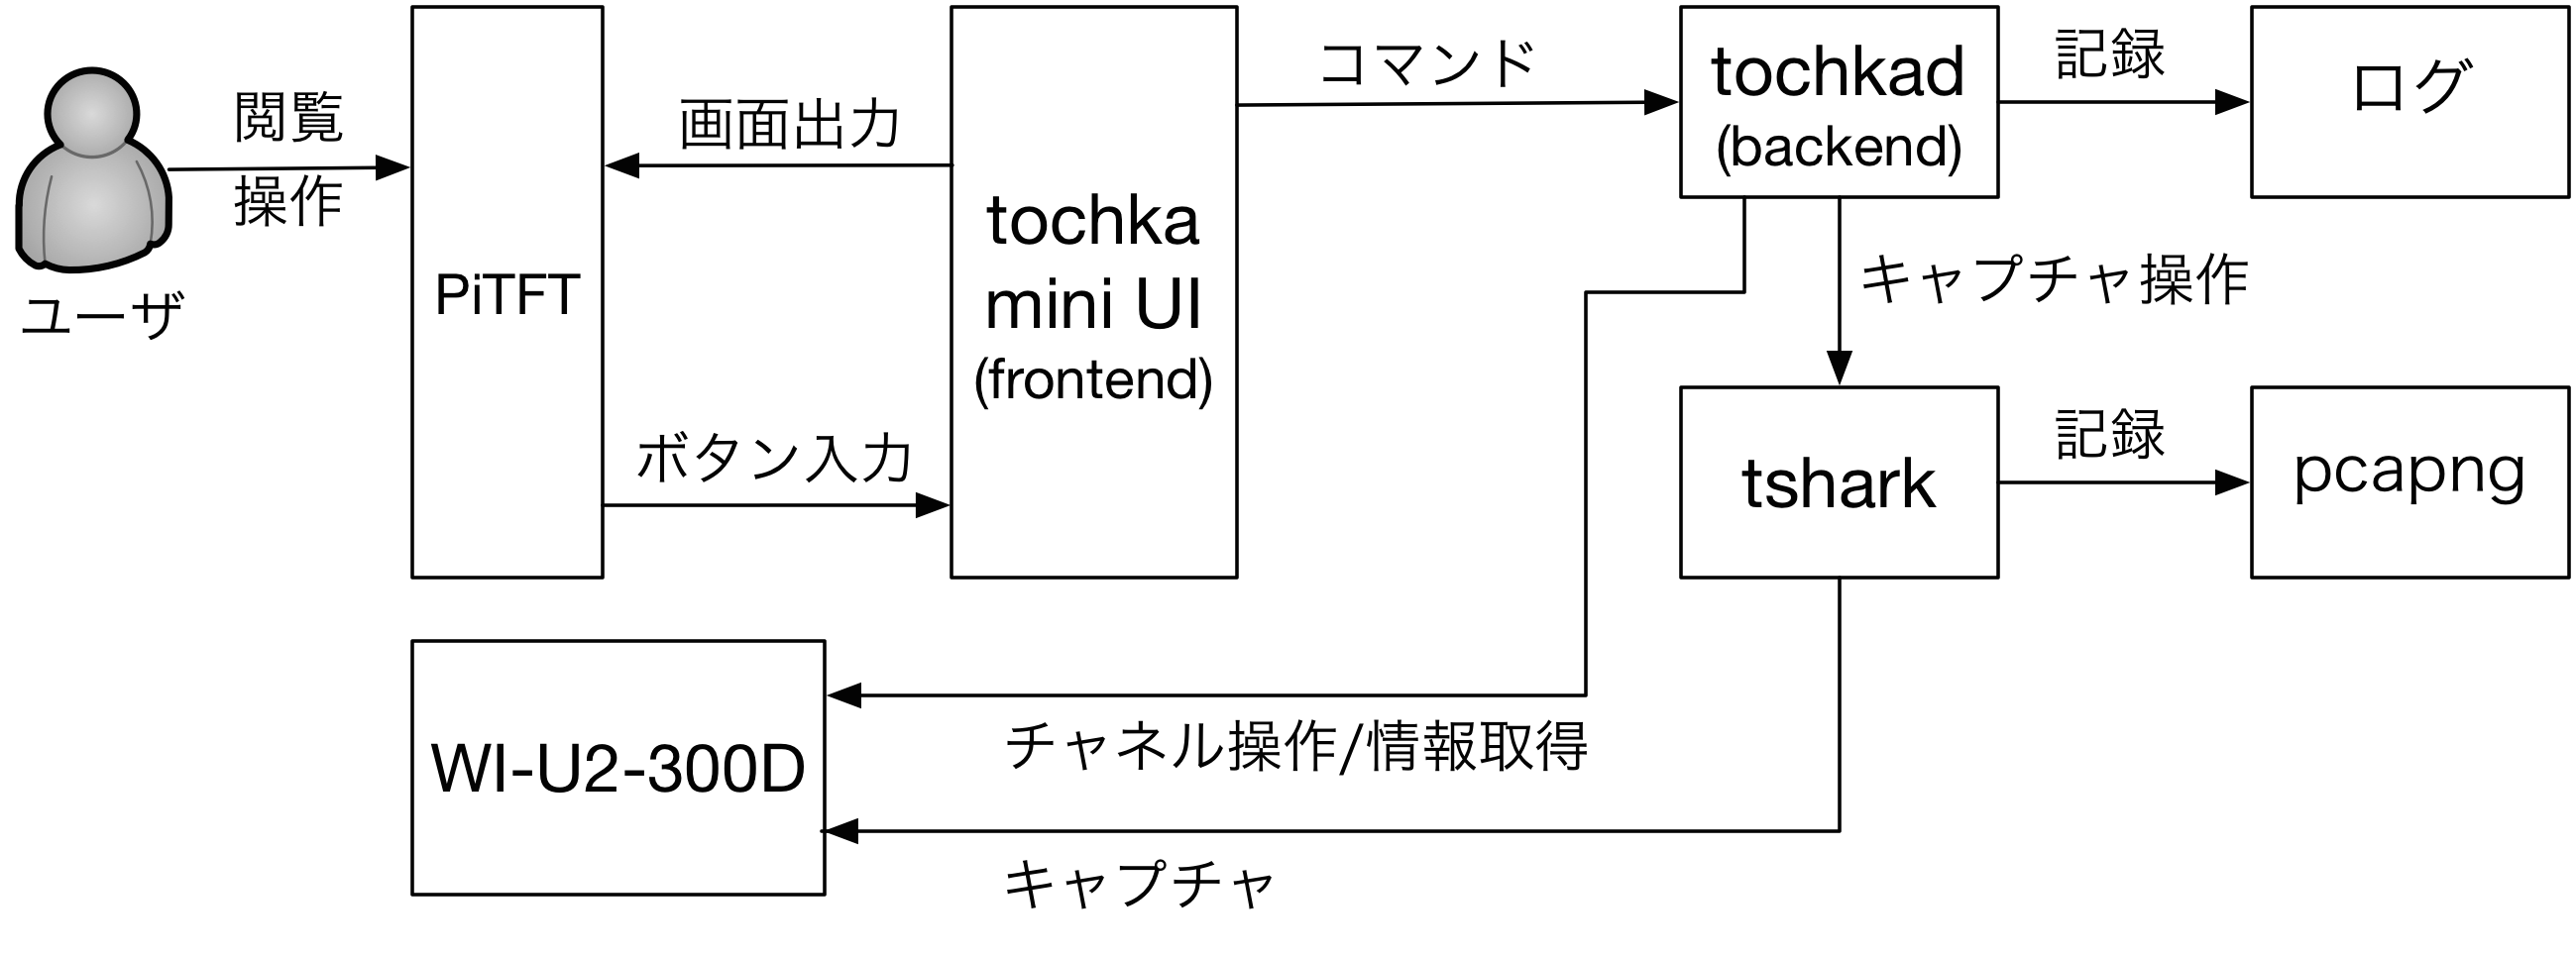 閲覧
操作
ユーザ
PiTFT
画面出力
ボタン入力
tochka
mini UI
(frontend)
コマンド
tochkad
(backend)
記録
ログ
キャプチャ操作
tshark
記録
pcapng
WI-U2-300D
チャネル操作/情報取得
キャプチャ